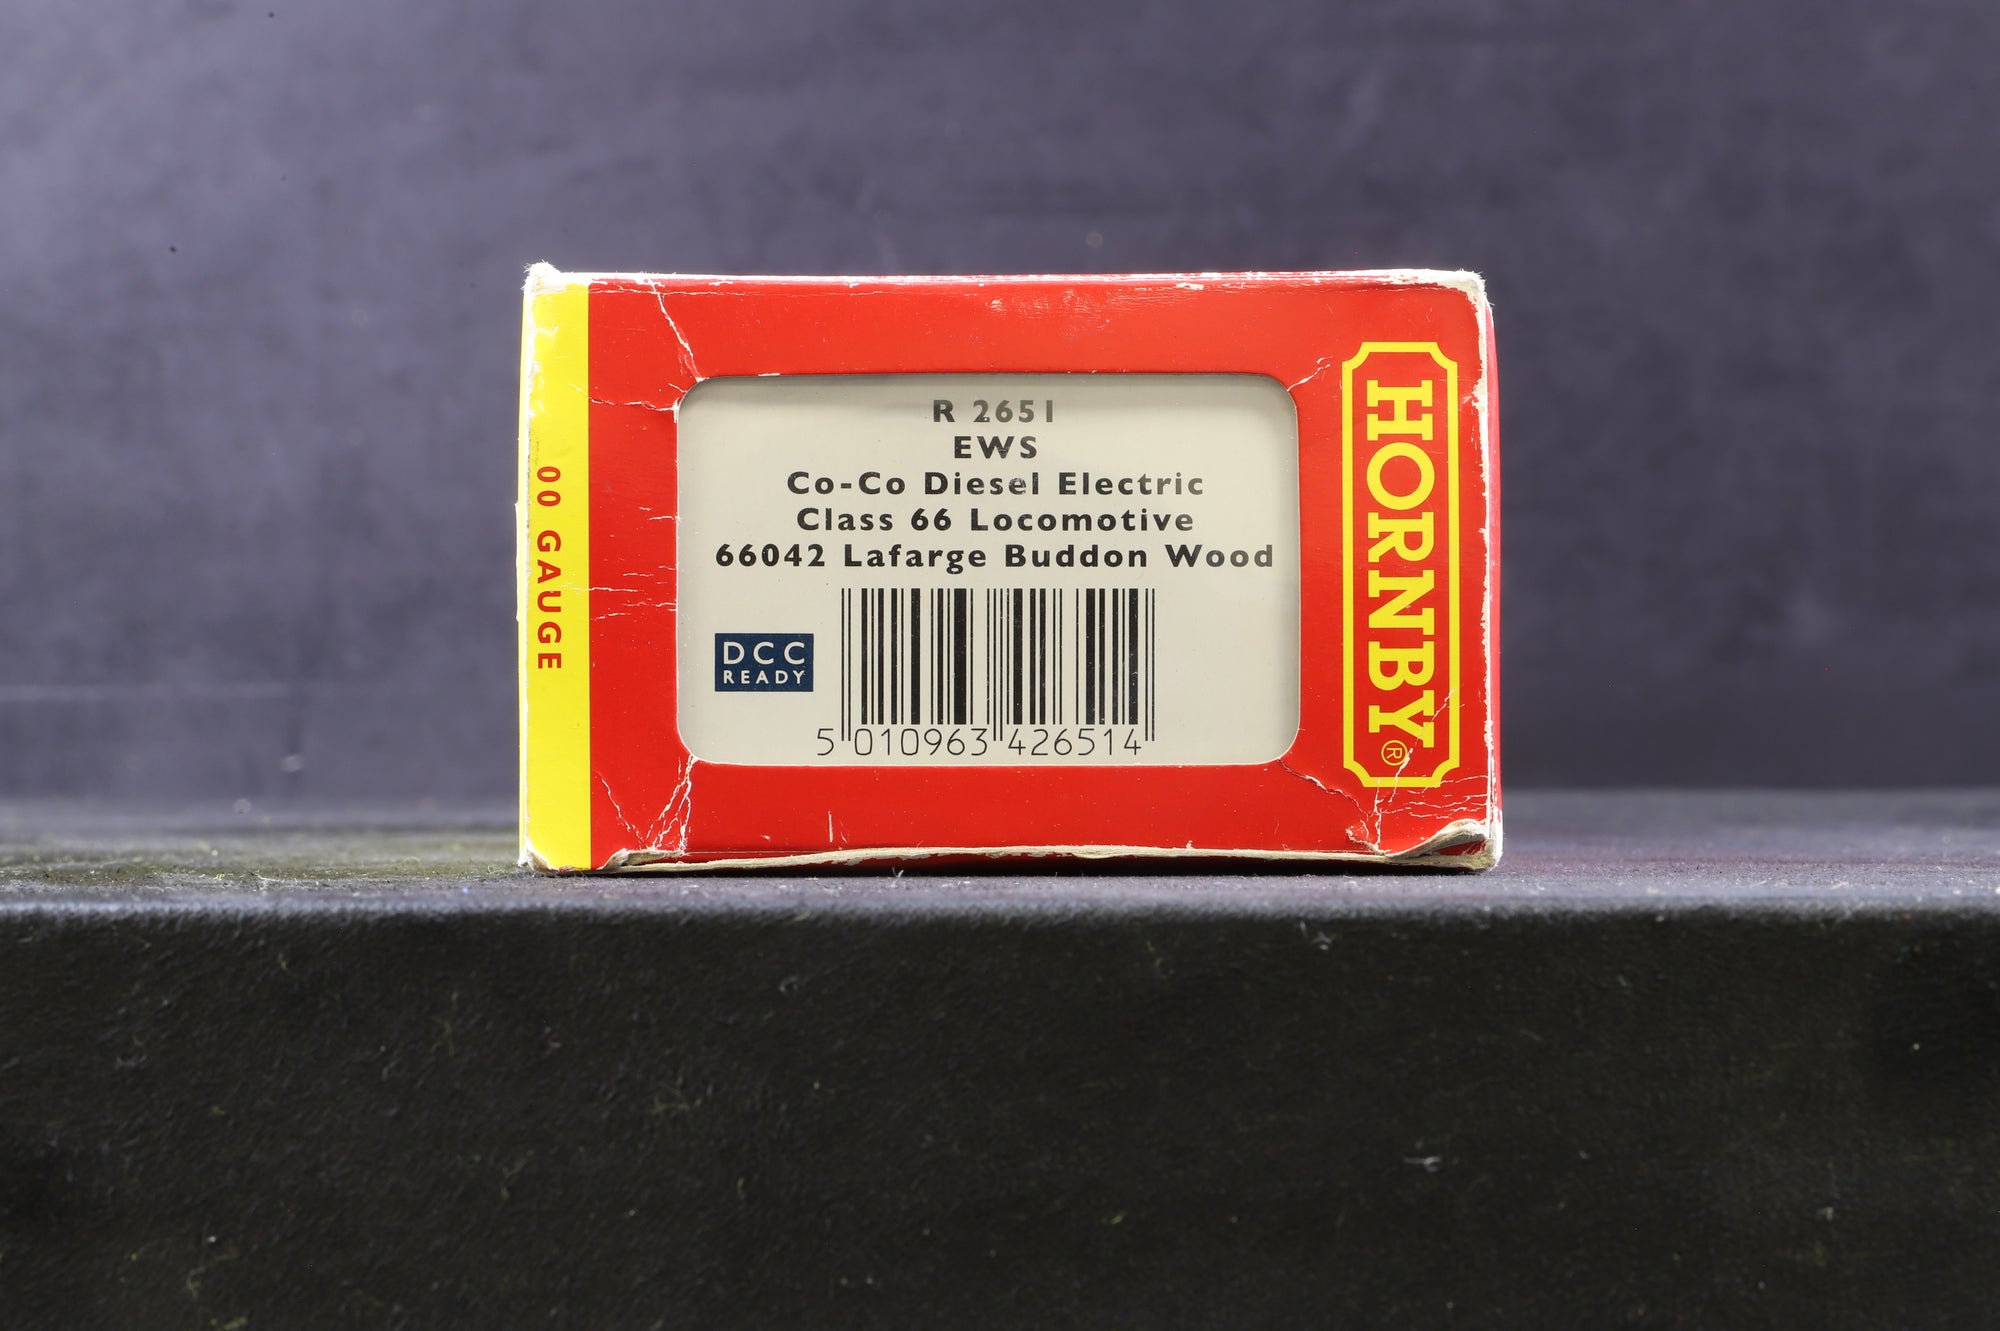 00 GAUGE
R 2651
EWS
Co-Co Diesel Electric
Class 66 Locomotive
66042 Lafarge Buddon Wood
DCC
READY
5 010963 426514
HORNBY®